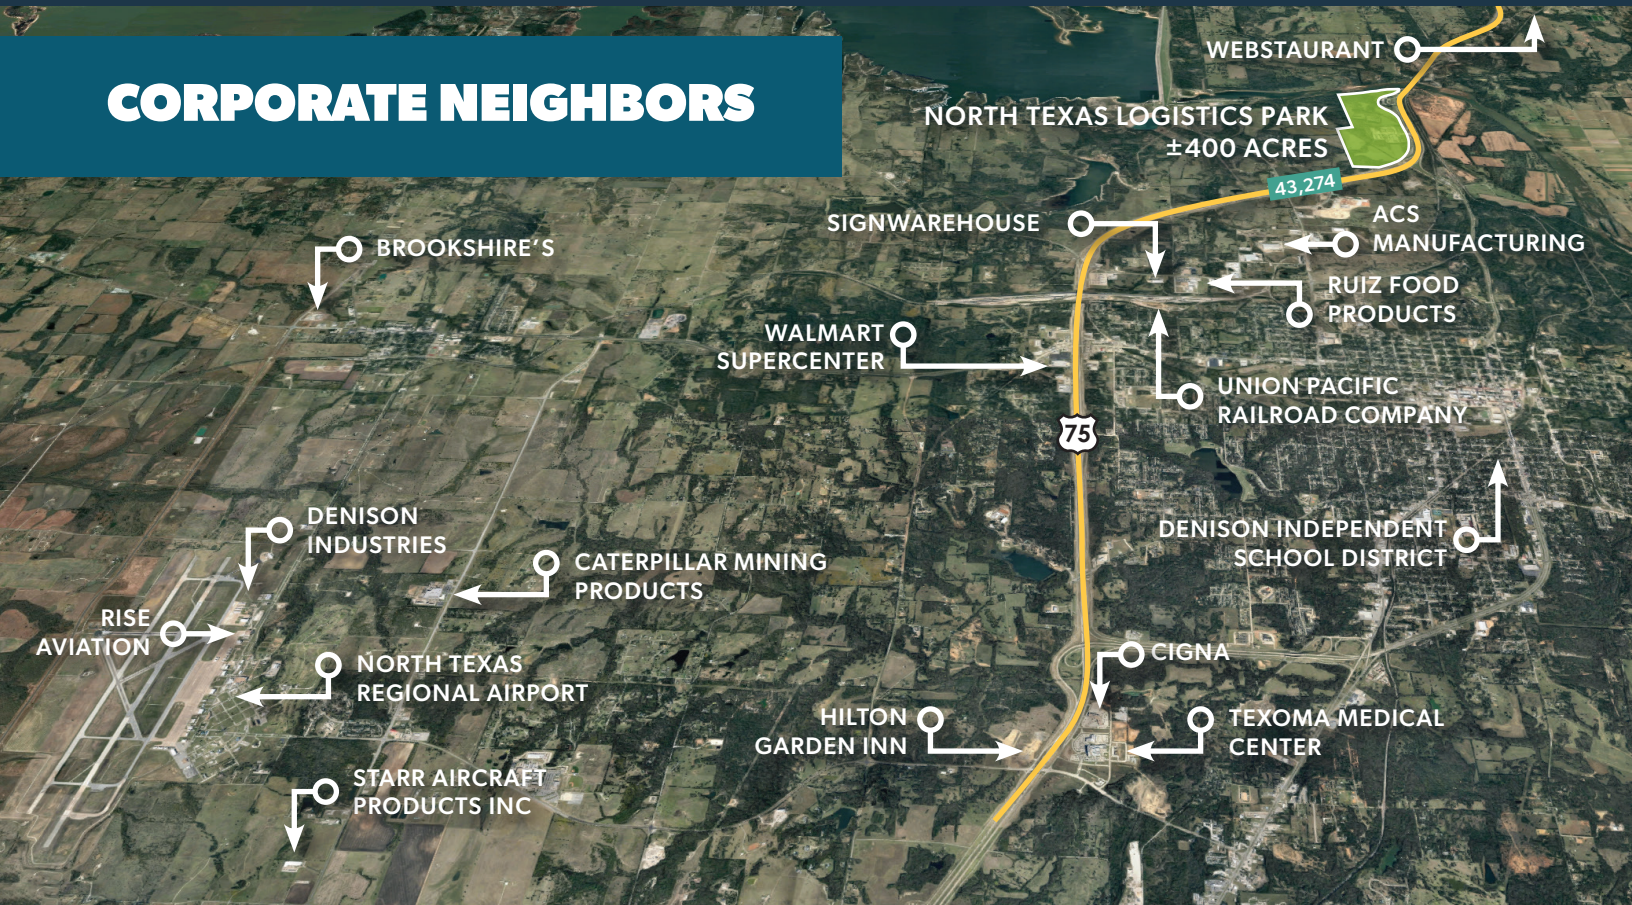 CORPORATE NEIGHBORS
WEBSTAURANT
NORTH TEXAS LOGISTICS PARK
±400 ACRES
43,274
SIGNWAREHOUSE
ACS
MANUFACTURING
BROOKSHIRE'S
RUIZ FOOD
PRODUCTS
WALMART
SUPERCENTER
UNION PACIFIC
RAILROAD COMPANY
75
DENISON
INDUSTRIES
DENISON INDEPENDENT
SCHOOL DISTRICT
CATERPILLAR MINING
PRODUCTS
RISE
AVIATION
NORTH TEXAS
REGIONAL AIRPORT
CIGNA
HILTON
GARDEN INN
TEXOMA MEDICAL
CENTER
STARR AIRCRAFT
PRODUCTS INC